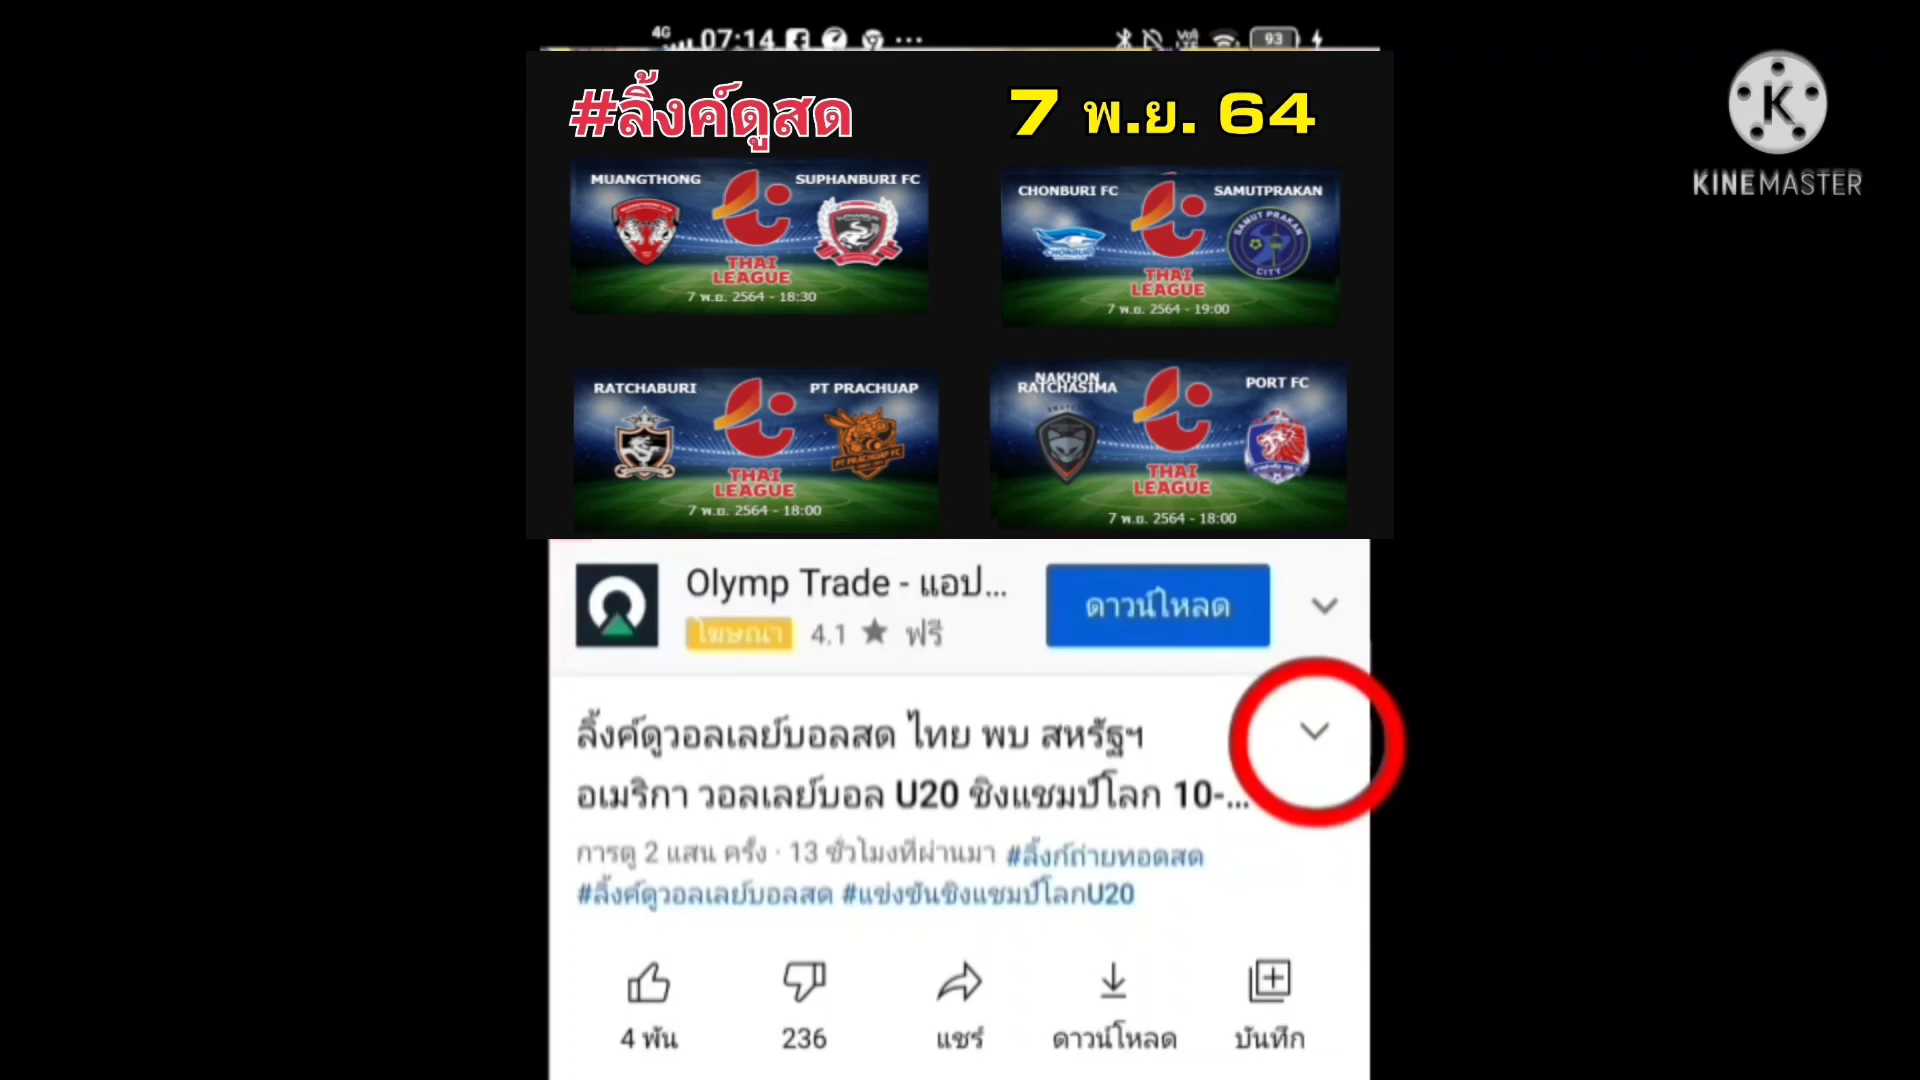 4G 07:14 93
#ลิ้งค์ดูสด 7 พ.ย. 64
K
KINEMASTER
MUANGTHONG SUPHANBURI FC
THAI
LEAGUE
7 พ.ย. 2564 - 18:30
CHONBURI FC SAMUTPRAKAN
SAMUT PRAKAN
CITY
CHONBURI
THAI
LEAGUE
7 พ.ย. 2564 - 19:00
RATCHABURI PT PRACHUAP
PT PRACHUAP FC
THAI
LEAGUE
7 พ.ย. 2564 - 18:00
NAKHON
RATCHASIMA PORT FC
THAI
LEAGUE
7 พ.ย. 2564 - 18:00
Olymp Trade - แอป...
ดาวน์โหลด
โฆษณา 4.1 ★ ฟรี
ลิ้งค์ดูวอลเลย์บอลสด ไทย พบ สหรัฐฯ
อเมริกา วอลเลย์บอล U20 ชิงแชมป์โลก 10-...
การดู 2 แสน ครั้ง · 13 ชั่วโมงที่ผ่านมา #ลิ้งก์ถ่ายทอดสด
#ลิ้งค์ดูวอลเลย์บอลสด #แข่งขันชิงแชมป์โลกU20
4 พัน 236 แชร์ ดาวน์โหลด บันทึก